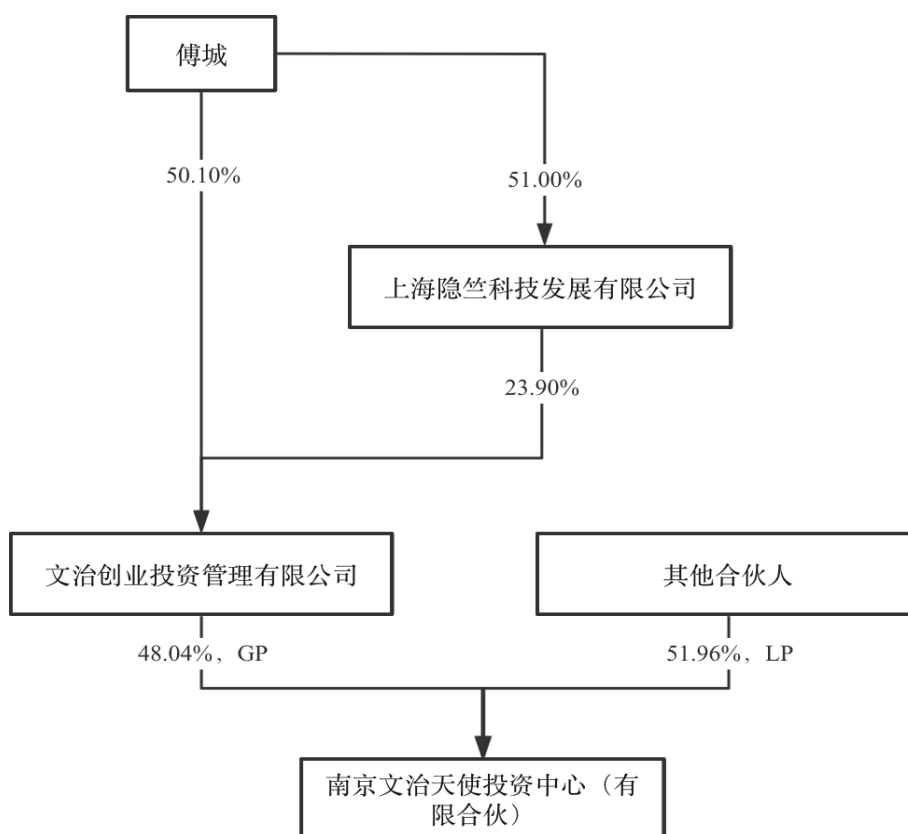 傅城
50.10%
51.00%
上海隐竺科技发展有限公司
23.90%
文治创业投资管理有限公司
其他合伙人
48.04%，GP
51.96%，LP
南京文治天使投资中心（有
限合伙）